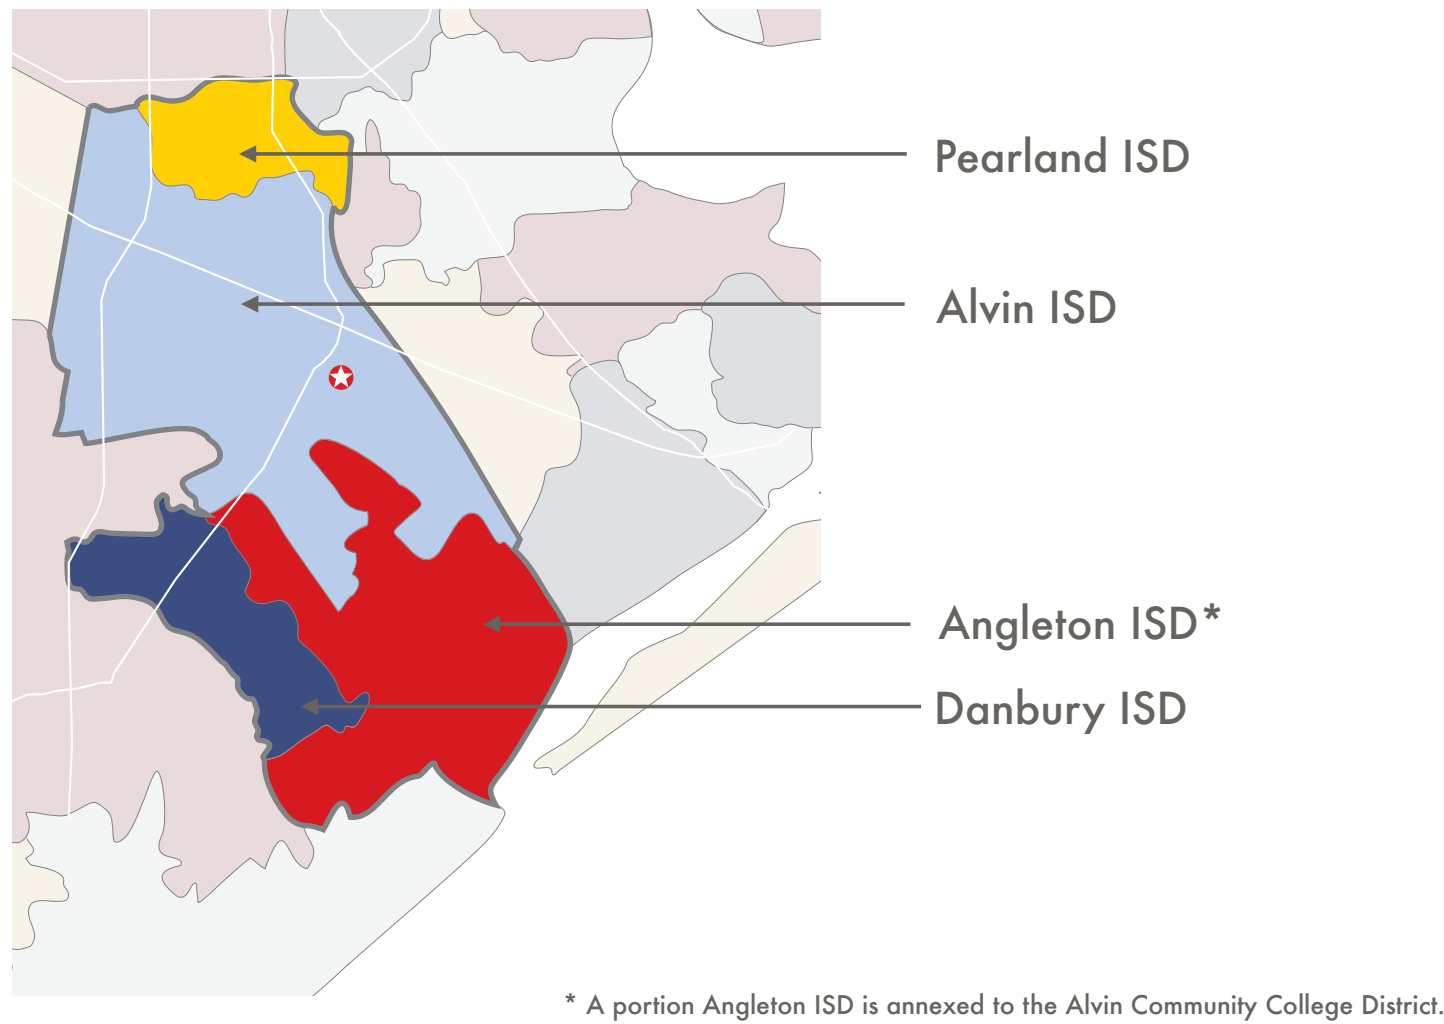 Pearland ISD
Alvin ISD
Angleton ISD*
Danbury ISD
* A portion Angleton ISD is annexed to the Alvin Community College District.